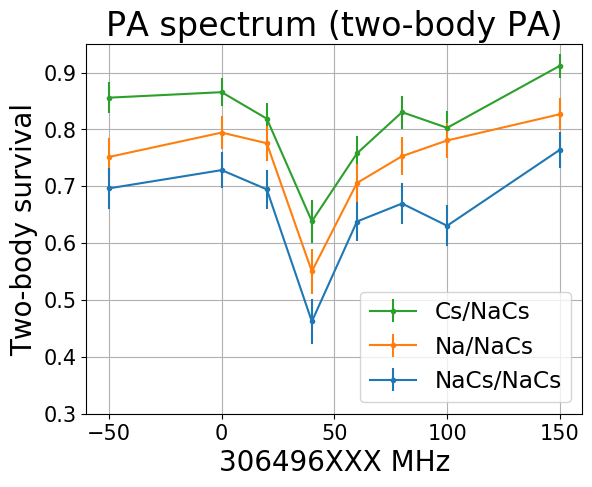 PA spectrum (two-body PA)
Two-body survival
0.9
0.8
0.7
0.6
0.5
0.4
0.3
−50
0
50
100
150
306496XXX MHz
Cs/NaCs
Na/NaCs
NaCs/NaCs